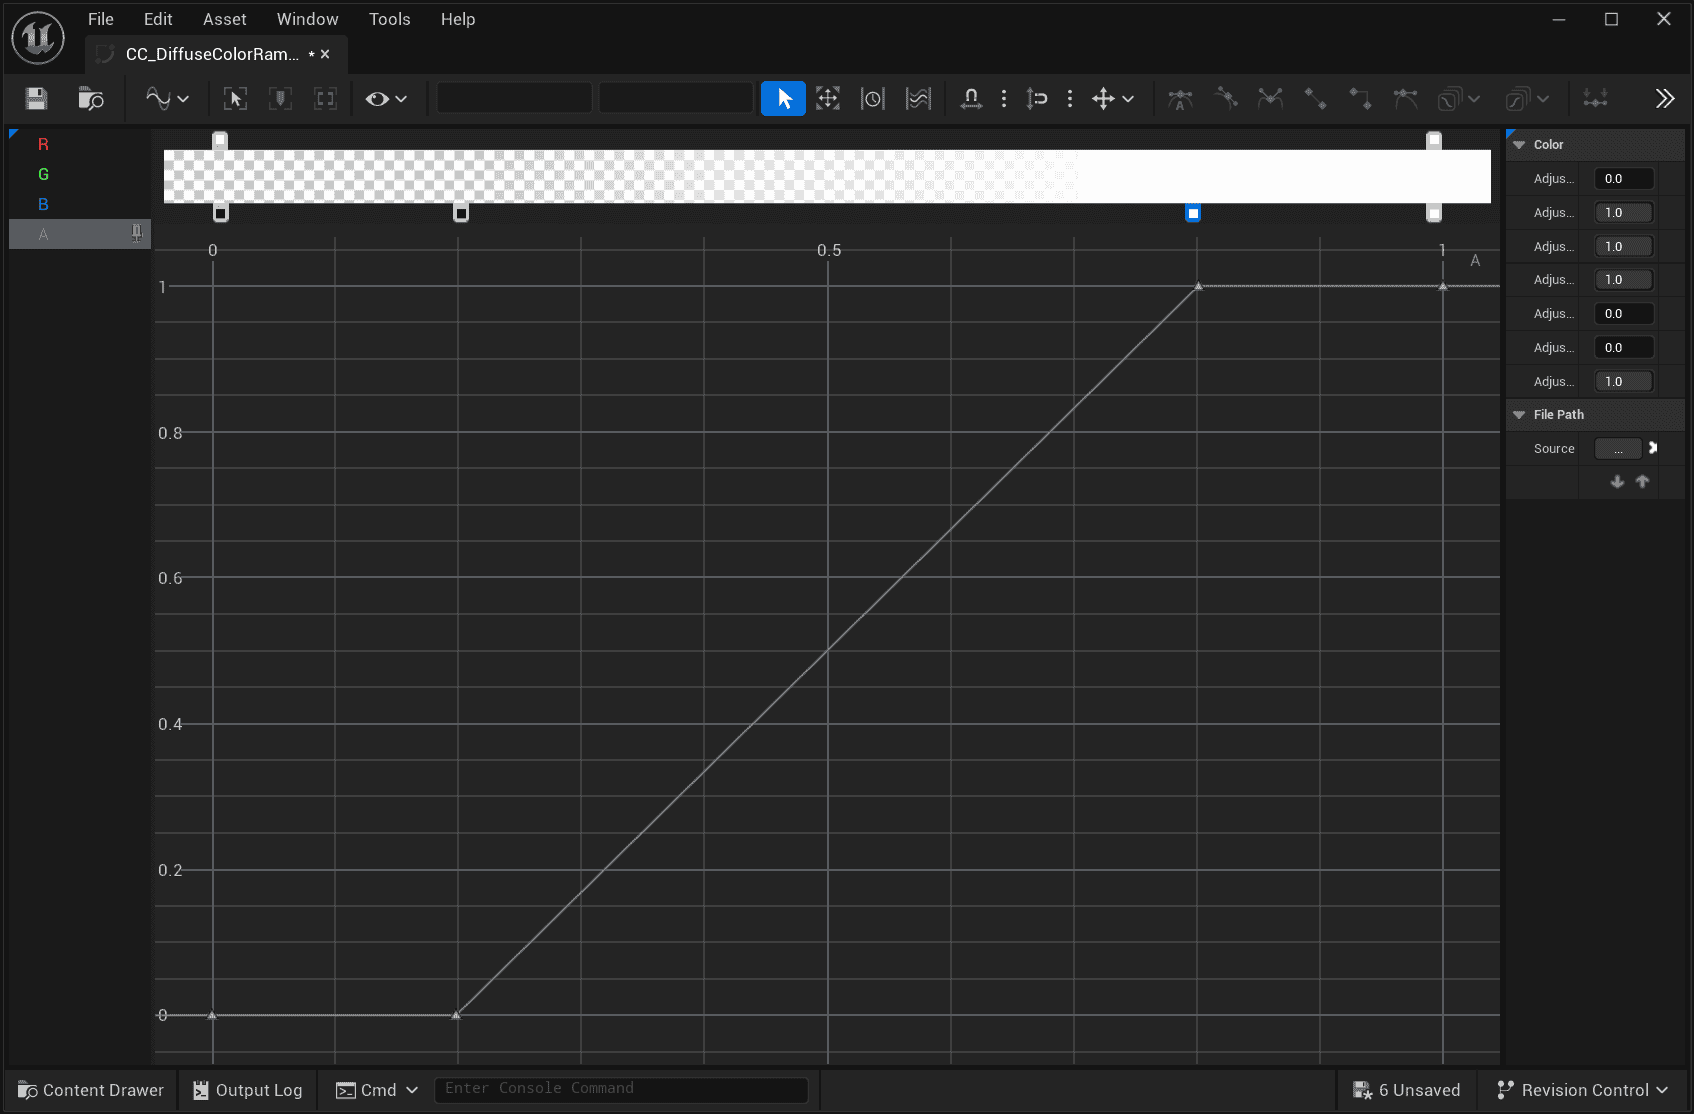 File Edit Asset Window Tools Help
CC_DiffuseColorRam... * ×
R
G
B
A
0 0.5 1
A
1
0.8
0.6
0.4
0.2
0
Color
Adjus... 0.0
Adjus... 1.0
Adjus... 1.0
Adjus... 1.0
Adjus... 0.0
Adjus... 0.0
Adjus... 1.0
File Path
Source ...
Content Drawer Output Log Cmd Enter Console Command 6 Unsaved Revision Control